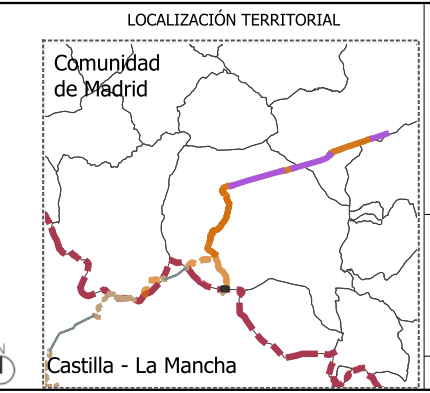 LOCALIZACIÓN TERRITORIAL
Comunidad
de Madrid
N
Castilla - La Mancha